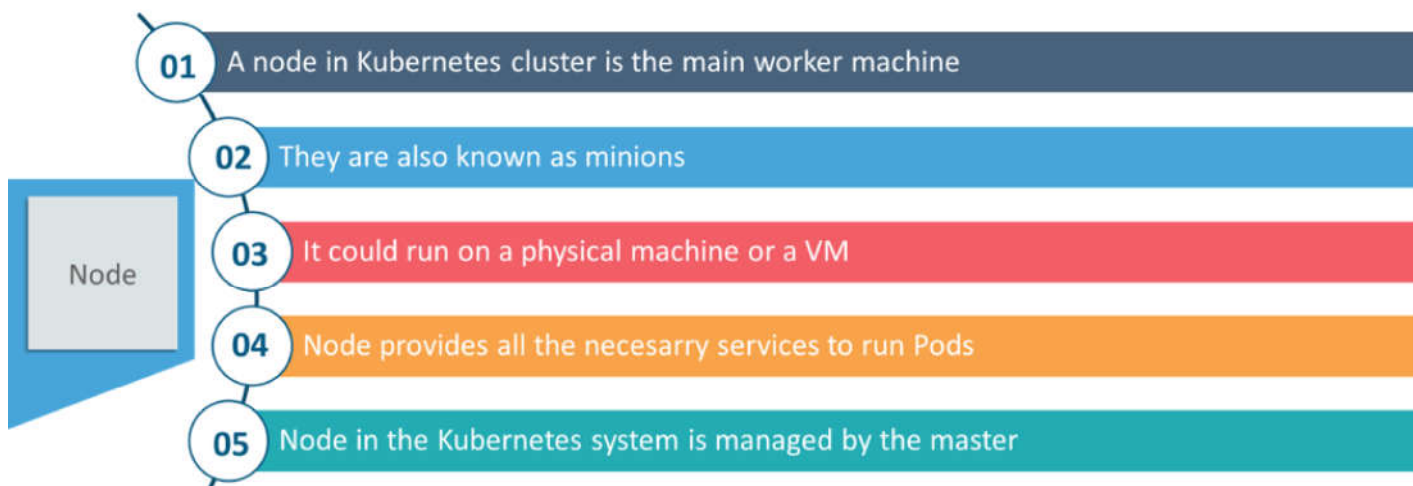 01 A node in Kubernetes cluster is the main worker machine
02 They are also known as minions
Node
03 It could run on a physical machine or a VM
04 Node provides all the necesarry services to run Pods
05 Node in the Kubernetes system is managed by the master